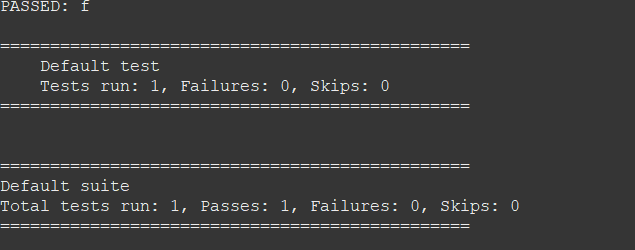 PASSED: f
===============================================
Default test
Tests run: 1, Failures: 0, Skips: 0
===============================================
===============================================
Default suite
Total tests run: 1, Passes: 1, Failures: 0, Skips: 0
===============================================